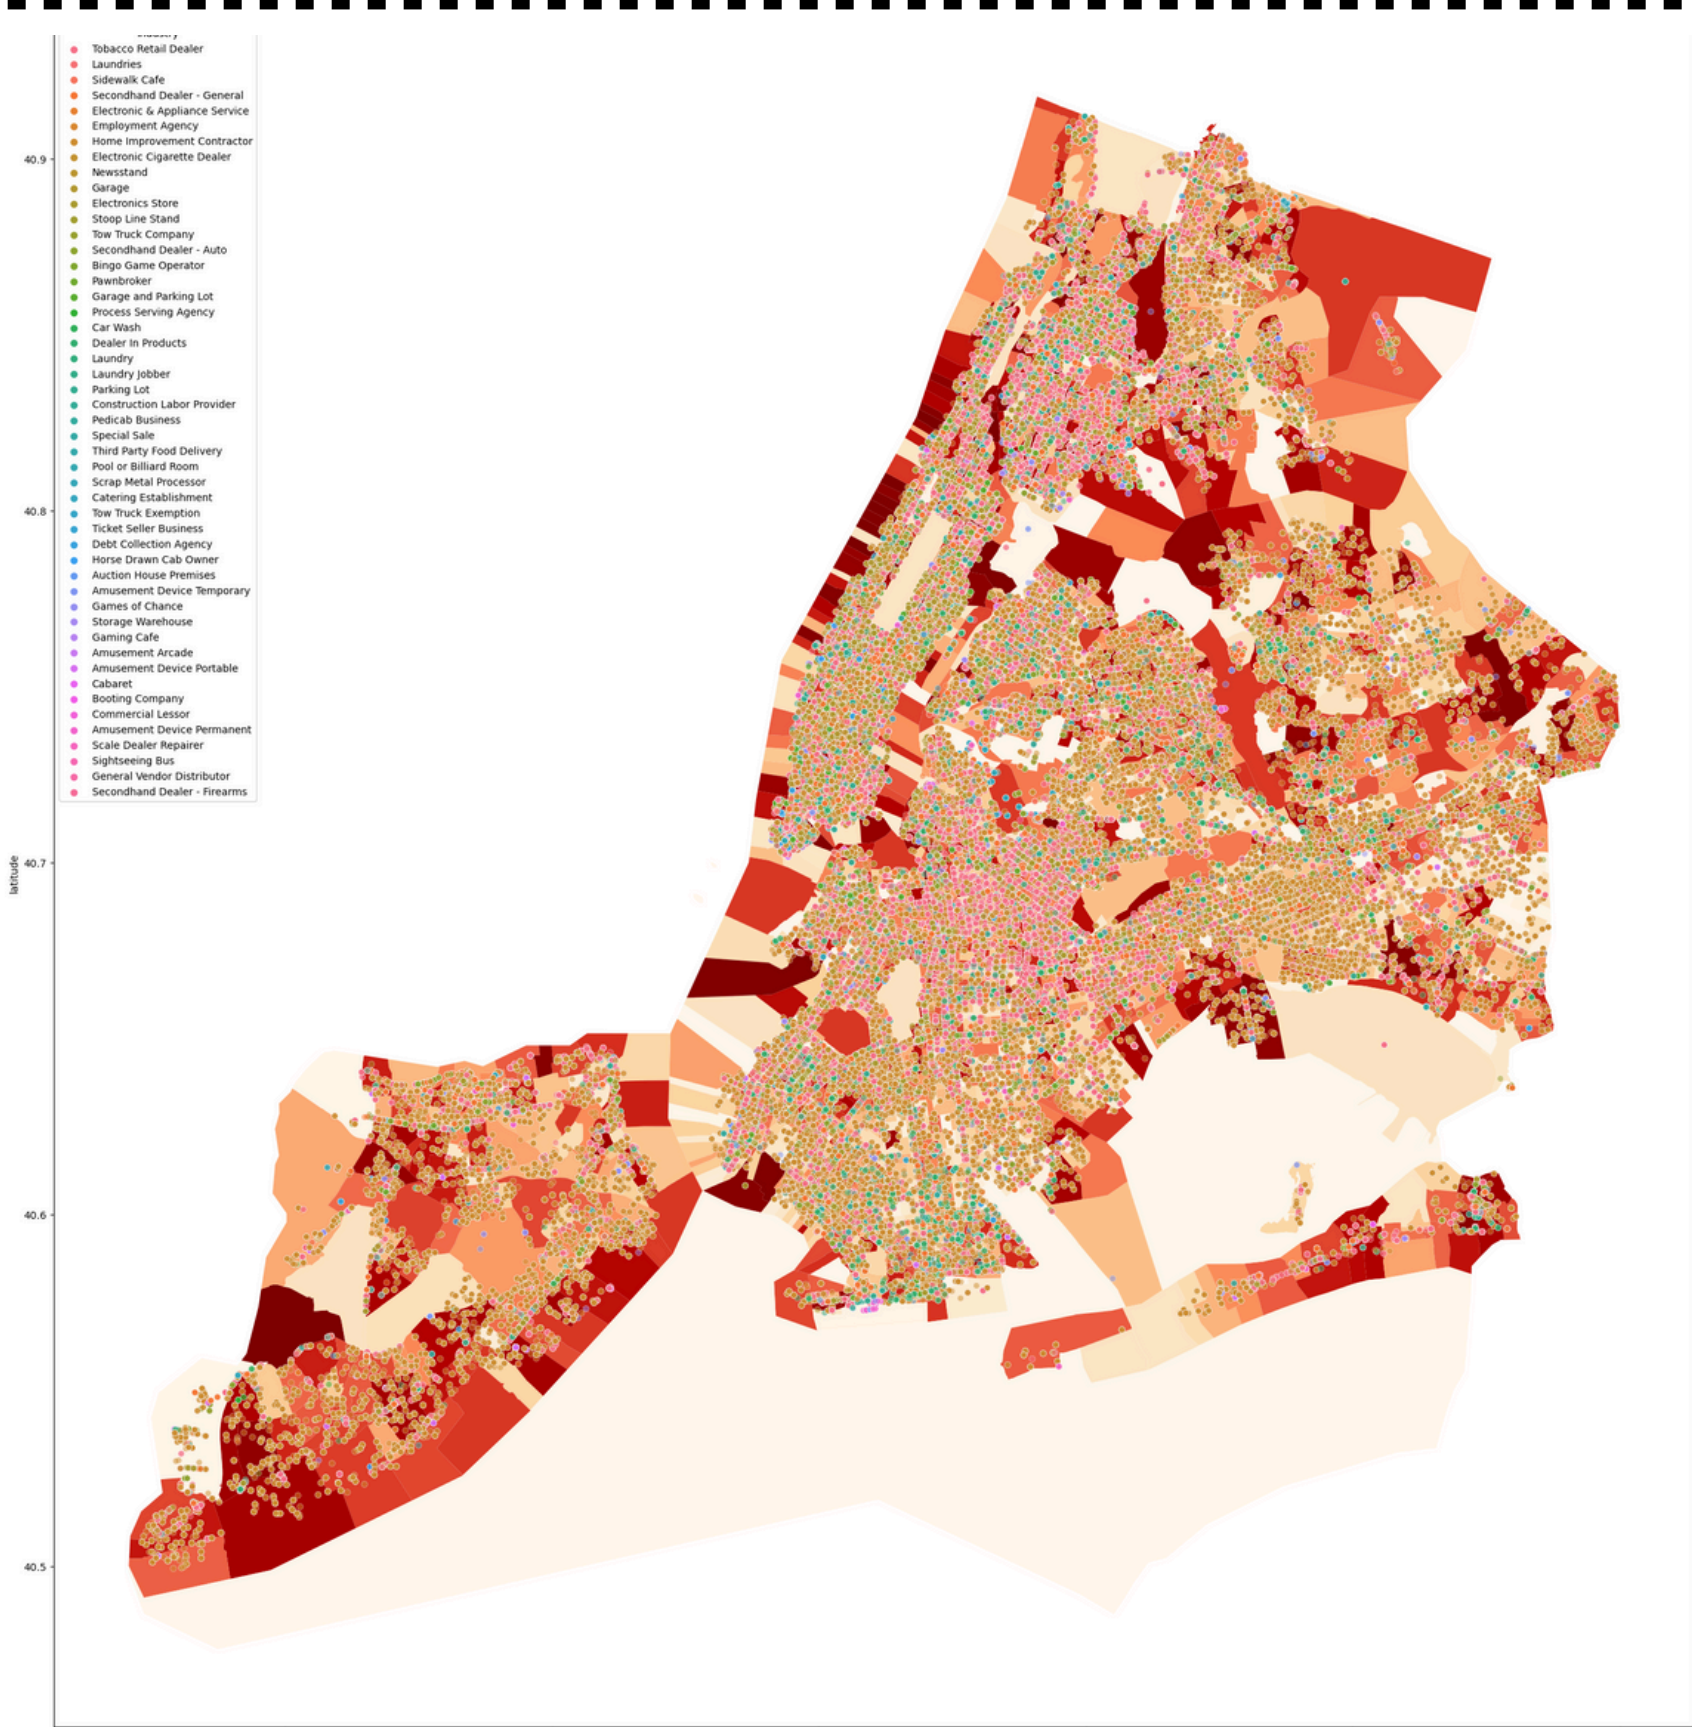 Industry
Tobacco Retail Dealer
Laundries
Sidewalk Cafe
Secondhand Dealer - General
Electronic & Appliance Service
Employment Agency
Home Improvement Contractor
Electronic Cigarette Dealer
Newsstand
Garage
Electronics Store
Stoop Line Stand
Tow Truck Company
Secondhand Dealer - Auto
Bingo Game Operator
Pawnbroker
Garage and Parking Lot
Process Serving Agency
Car Wash
Dealer In Products
Laundry
Laundry Jobber
Parking Lot
Construction Labor Provider
Pedicab Business
Special Sale
Third Party Food Delivery
Pool or Billiard Room
Scrap Metal Processor
Catering Establishment
Tow Truck Exemption
Ticket Seller Business
Debt Collection Agency
Horse Drawn Cab Owner
Auction House Premises
Amusement Device Temporary
Games of Chance
Storage Warehouse
Gaming Cafe
Amusement Arcade
Amusement Device Portable
Cabaret
Booting Company
Commercial Lessor
Amusement Device Permanent
Scale Dealer Repairer
Sightseeing Bus
General Vendor Distributor
Secondhand Dealer - Firearms
40.9
40.8
40.7
40.6
40.5
latitude